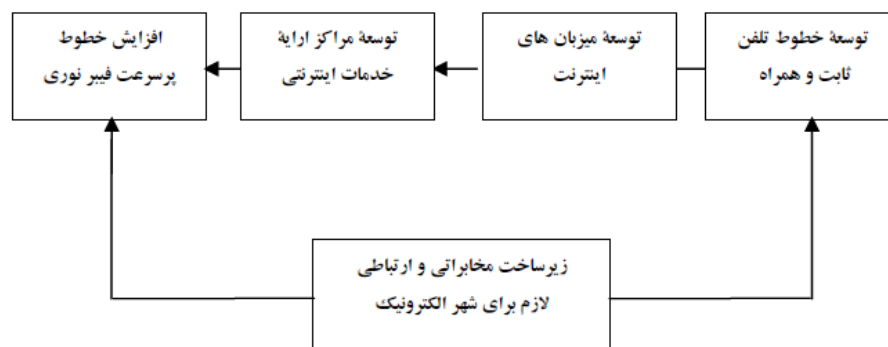 توسعهٔ خطوط تلفن
ثابت و همراه
توسعهٔ میزبان های
اینترنت
توسعهٔ مراکز ارایهٔ
خدمات اینترنتی
افزایش خطوط
پرسرعت فیبر نوری
زیرساخت مخابراتی و ارتباطی
لازم برای شهر الکترونیک